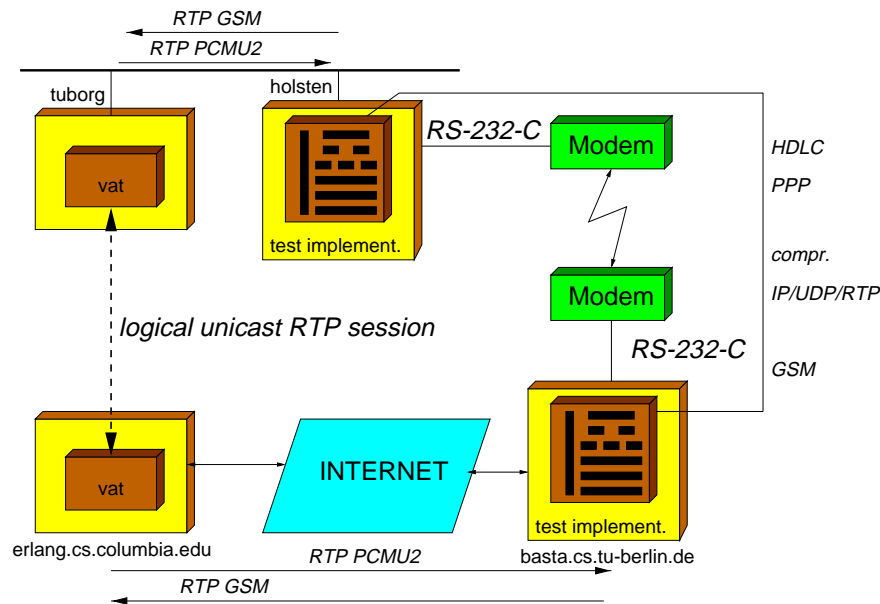 RTP GSM
RTP PCMU2
tuborg
holsten
RS-232-C
Modem
HDLC
vat
PPP
test implement.
compr.
Modem
IP/UDP/RTP
logical unicast RTP session
RS-232-C
GSM
INTERNET
vat
test implement.
erlang.cs.columbia.edu
basta.cs.tu-berlin.de
RTP PCMU2
RTP GSM